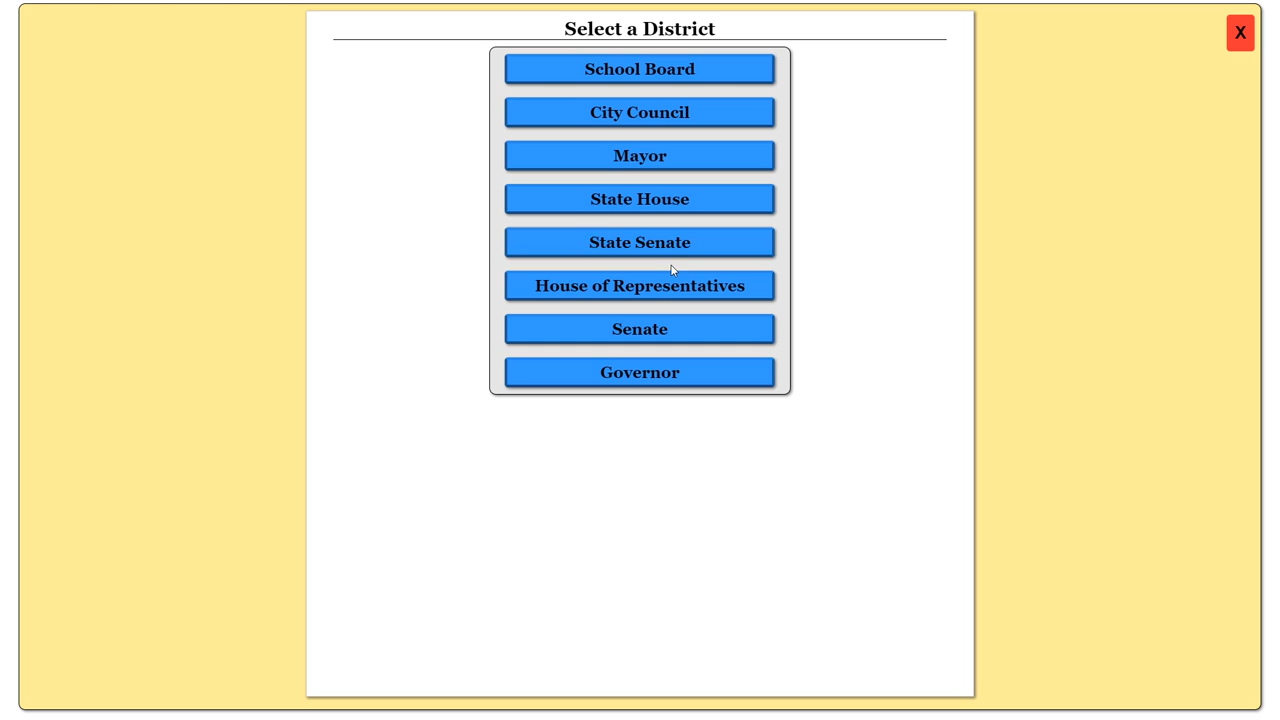 Select a District
X
School Board
City Council
Mayor
State House
State Senate
House of Representatives
Senate
Governor